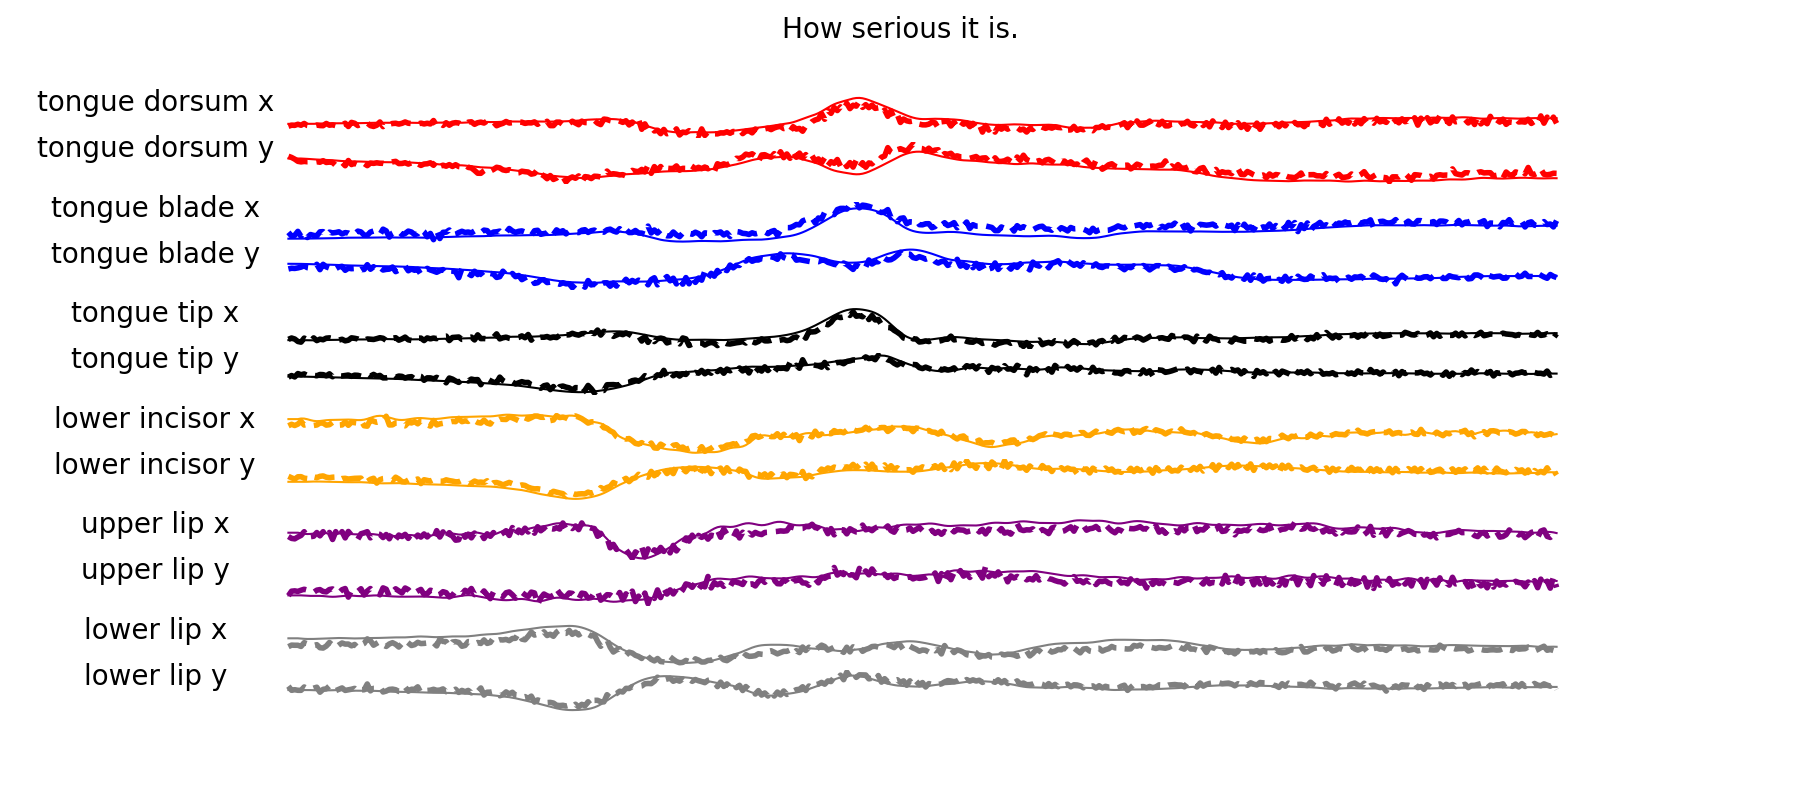 How serious it is.
tongue dorsum x
tongue dorsum y
tongue blade x
tongue blade y
tongue tip x
tongue tip y
lower incisor x
lower incisor y
upper lip x
upper lip y
lower lip x
lower lip y